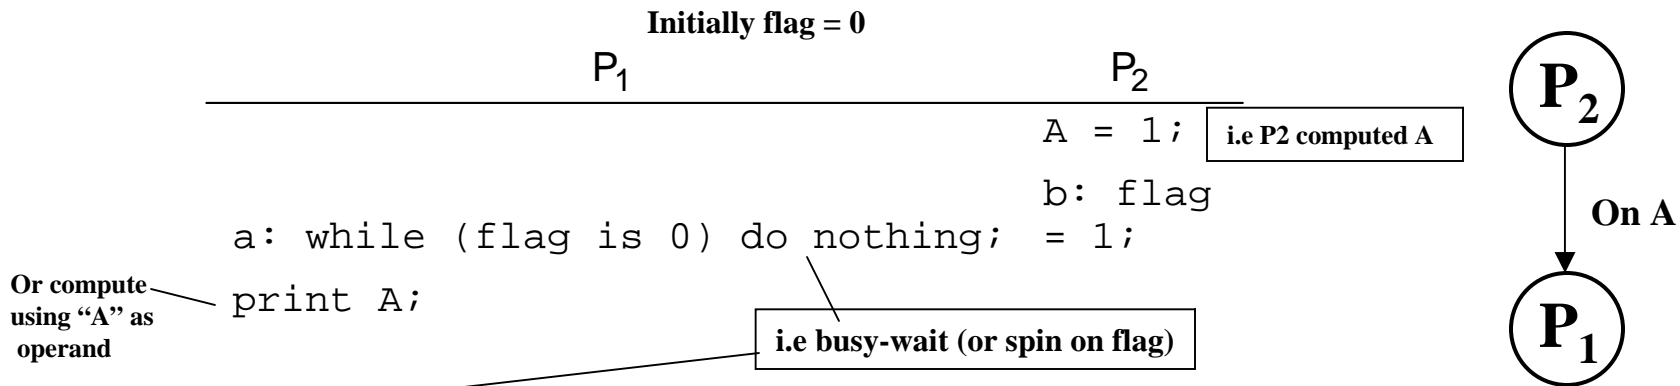 Initially flag = 0
P1 P2
A = 1; i.e P2 computed A
b: flag
a: while (flag is 0) do nothing; = 1;
Or compute
using “A” as
operand
print A;
i.e busy-wait (or spin on flag)
P2
On A
P1